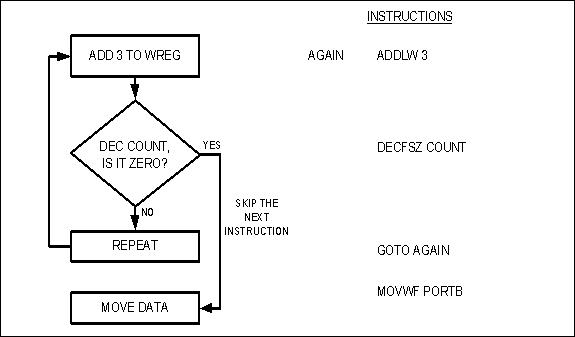 INSTRUCTIONS
ADD 3 TO WREG
AGAIN ADDLW 3
DEC COUNT,
IS IT ZERO?
YES
DECFSZ COUNT
NO
SKIP THE
NEXT
INSTRUCTION
REPEAT
GOTO AGAIN
MOVE DATA
MOVWF PORTB